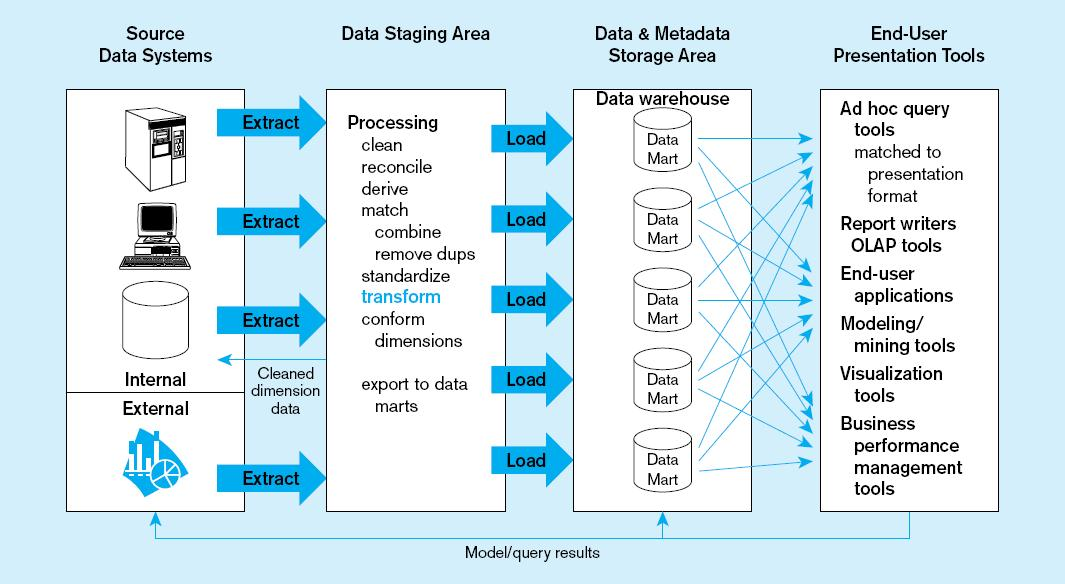 Source
Data Systems
Data Staging Area
Data & Metadata
Storage Area
End-User
Presentation Tools
Extract
Extract
Extract
Internal
External
Cleaned
dimension
data
Extract
Processing
clean
reconcile
derive
match
combine
remove dups
standardize
transform
conform
dimensions
export to data
marts
Load
Load
Load
Load
Load
Data warehouse
Data
Mart
Data
Mart
Data
Mart
Data
Mart
Data
Mart
Ad hoc query
tools
matched to
presentation
format
Report writers
OLAP tools
End-user
applications
Modeling/
mining tools
Visualization
tools
Business
performance
management
tools
Model/query results